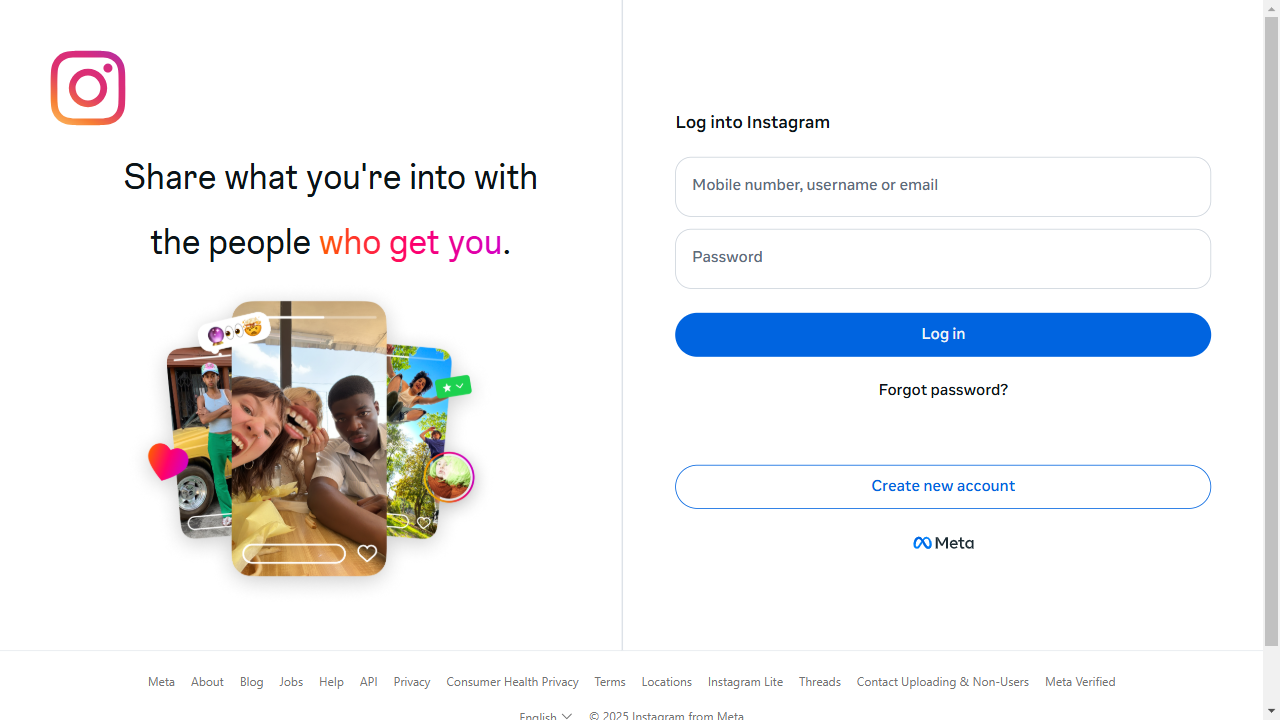 Share what you're into with
the people who get you.
Log into Instagram
Mobile number, username or email
Password
Log in
Forgot password?
Create new account
Meta
Meta About Blog Jobs Help API Privacy Consumer Health Privacy Terms Locations Instagram Lite Threads Contact Uploading & Non-Users Meta Verified
English © 2025 Instagram from Meta